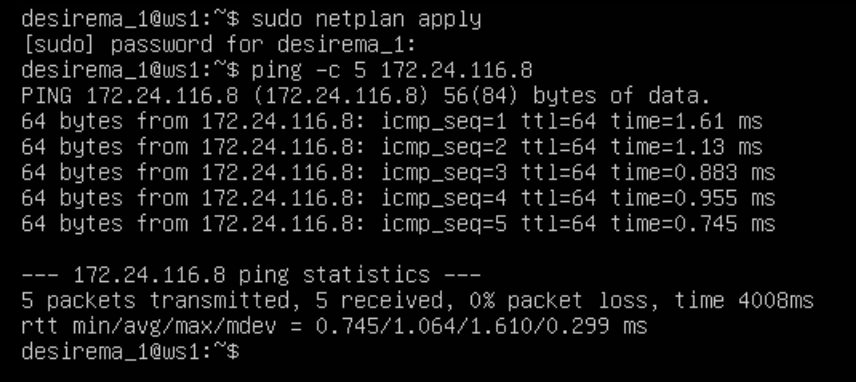 desirema_1@ws1:~$ sudo netplan apply
[sudo] password for desirema_1:
desirema_1@ws1:~$ ping -c 5 172.24.116.8
PING 172.24.116.8 (172.24.116.8) 56(84) bytes of data.
64 bytes from 172.24.116.8: icmp_seq=1 ttl=64 time=1.61 ms
64 bytes from 172.24.116.8: icmp_seq=2 ttl=64 time=1.13 ms
64 bytes from 172.24.116.8: icmp_seq=3 ttl=64 time=0.883 ms
64 bytes from 172.24.116.8: icmp_seq=4 ttl=64 time=0.955 ms
64 bytes from 172.24.116.8: icmp_seq=5 ttl=64 time=0.745 ms
--- 172.24.116.8 ping statistics ---
5 packets transmitted, 5 received, 0% packet loss, time 4008ms
rtt min/avg/max/mdev = 0.745/1.064/1.610/0.299 ms
desirema_1@ws1:~$